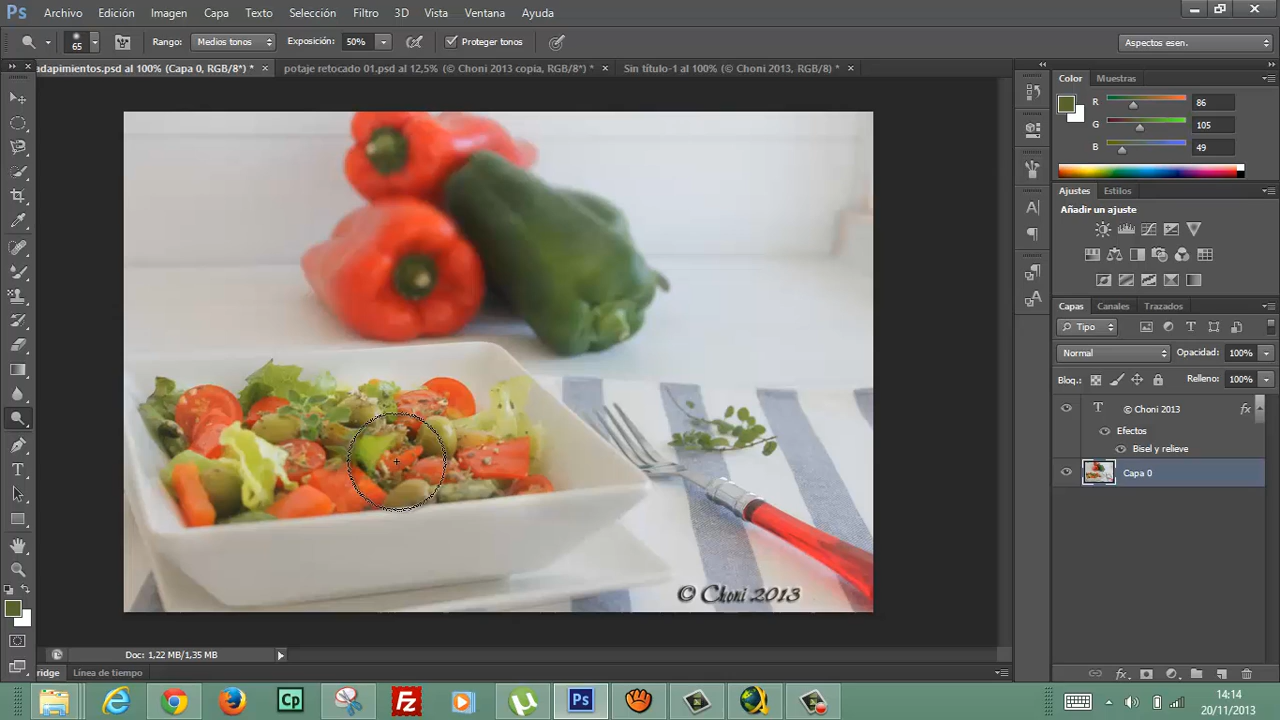 Ps Archivo Edición Imagen Capa Texto Selección Filtro 3D Vista Ventana Ayuda
65 Rango: Medios tonos Exposición: 50% Proteger tonos Aspectos esen.
adapimientos.psd al 100% (Capa 0, RGB/8*) * × potaje retocado 01.psd al 12,5% (© Choni 2013 copia, RGB/8*) * × Sin título-1 al 100% (© Choni 2013, RGB/8) * ×
Color Muestras
R 86
G 105
B 49
Ajustes Estilos
Añadir un ajuste
Capas Canales Trazados
Tipo
Normal Opacidad: 100%
Bloq.: Relleno: 100%
T © Choni 2013 fx
Efectos
Bisel y relieve
Capa 0
© Choni 2013
Doc: 1,22 MB/1,35 MB
ridge Línea de tiempo
Cp Fz µ Ps
14:14
20/11/2013